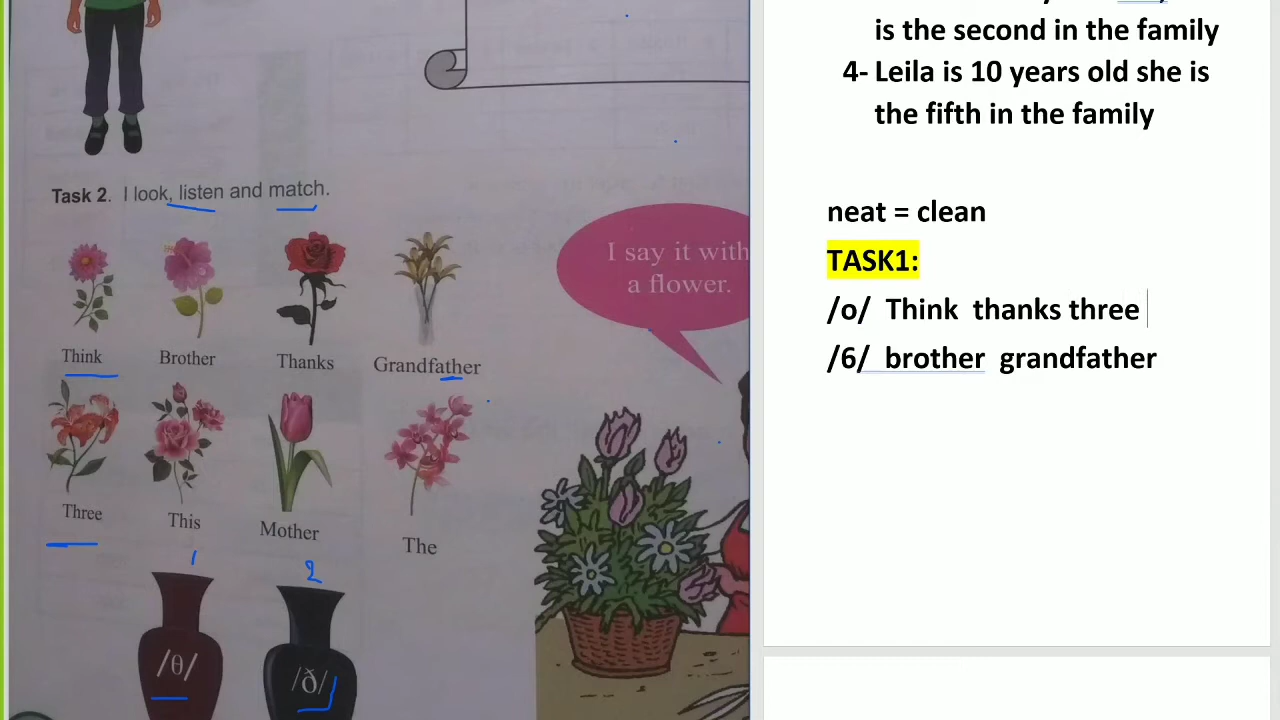 Task 2. I look, listen and match.
I say it with
a flower.
Think Brother Thanks Grandfather
Three This Mother The
1 2
/θ/ /ð/
is the second in the family
4- Leila is 10 years old she is
the fifth in the family
neat = clean
TASK1:
/o/ Think thanks three
/6/ brother grandfather